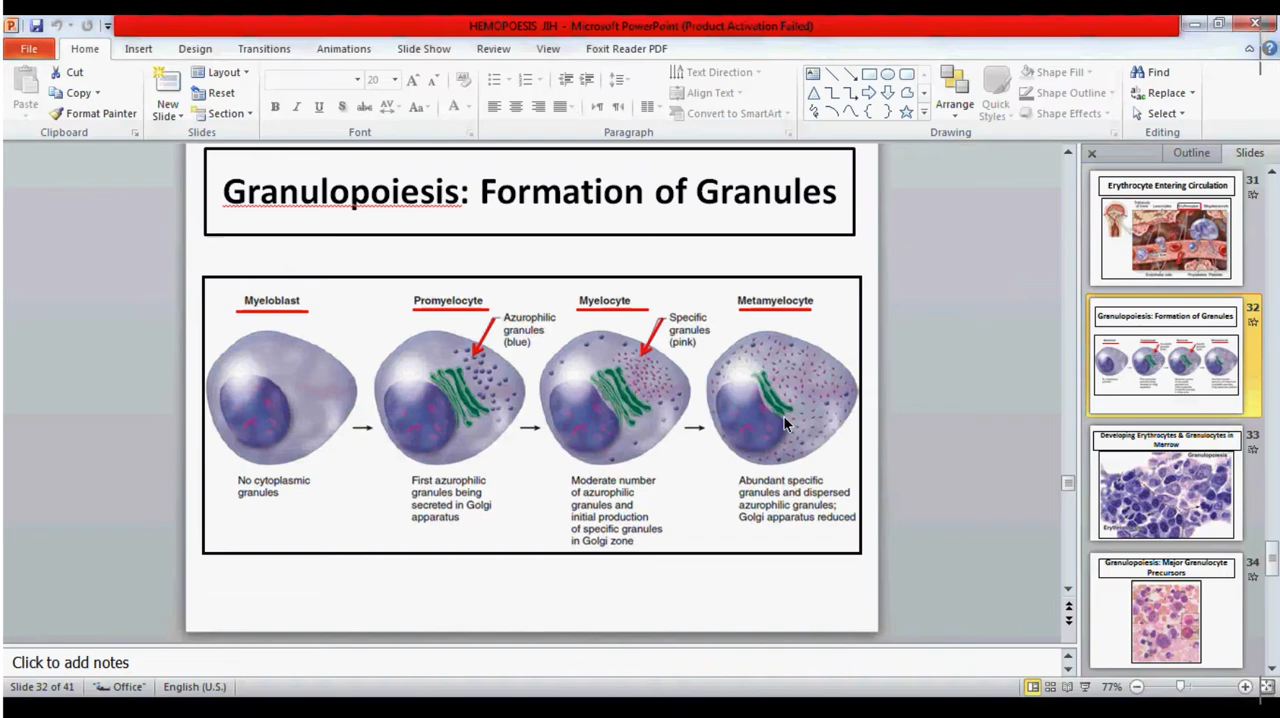 HEMOPOESIS JIH - Microsoft PowerPoint (Product Activation Failed)
File Home Insert Design Transitions Animations Slide Show Review View Foxit Reader PDF
Paste
Cut
Copy
Format Painter
New
Slide
Layout
Reset
Section
20
Text Direction
Align Text
Convert to SmartArt
Arrange
Quick
Styles
Shape Fill
Shape Outline
Shape Effects
Find
Replace
Select
Clipboard Slides Font Paragraph Drawing Editing
Granulopoiesis: Formation of Granules
Myeloblast
No cytoplasmic
granules
Promyelocyte
Azurophilic
granules
(blue)
First azurophilic
granules being
secreted in Golgi
apparatus
Myelocyte
Specific
granules
(pink)
Moderate number
of azurophilic
granules and
initial production
of specific granules
in Golgi zone
Metamyelocyte
Abundant specific
granules and dispersed
azurophilic granules;
Golgi apparatus reduced
Outline Slides
31
Erythrocyte Entering Circulation
32
Granulopoiesis: Formation of Granules
33
Developing Erythrocytes & Granulocytes in
Marrow
Granulopoiesis
34
Granulopoiesis: Major Granulocyte
Precursors
Click to add notes
Slide 32 of 41 "Office" English (U.S.) 77%